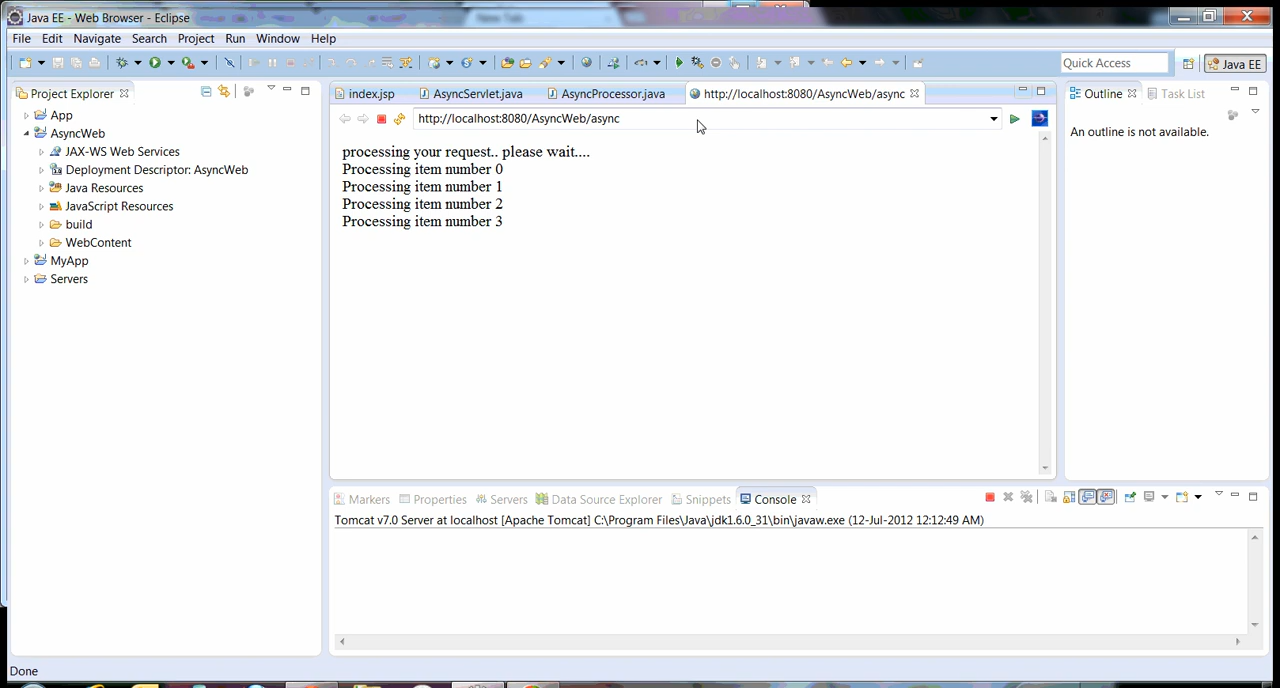 Java EE - Web Browser - Eclipse
New Tab
File Edit Navigate Search Project Run Window Help
Quick Access
Java EE
Project Explorer
App
AsyncWeb
JAX-WS Web Services
Deployment Descriptor: AsyncWeb
Java Resources
JavaScript Resources
build
WebContent
MyApp
Servers
index.jsp AsyncServlet.java AsyncProcessor.java http://localhost:8080/AsyncWeb/async
http://localhost:8080/AsyncWeb/async
processing your request.. please wait....
Processing item number 0
Processing item number 1
Processing item number 2
Processing item number 3
Outline Task List
An outline is not available.
Markers Properties Servers Data Source Explorer Snippets Console
Tomcat v7.0 Server at localhost [Apache Tomcat] C:\Program Files\Java\jdk1.6.0_31\bin\javaw.exe (12-Jul-2012 12:12:49 AM)
Done